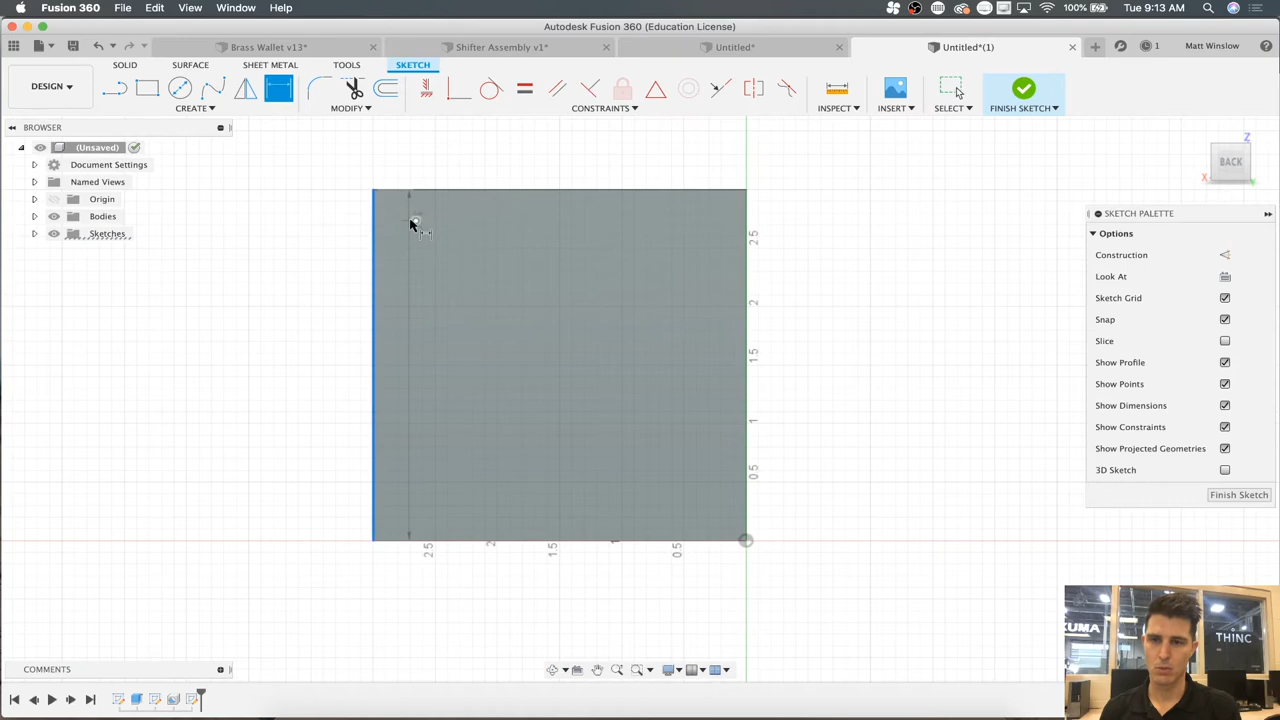 Fusion 360 File Edit View Window Help 100% Tue 9:13 AM
Autodesk Fusion 360 (Education License)
Brass Wallet v13* Shifter Assembly v1* Untitled* Untitled*(1) 1 Matt Winslow
SOLID SURFACE SHEET METAL TOOLS SKETCH
DESIGN
CREATE MODIFY CONSTRAINTS INSPECT INSERT SELECT FINISH SKETCH
BROWSER
(Unsaved)
Document Settings
Named Views
Origin
Bodies
Sketches
Z
BACK
X
Y
SKETCH PALETTE
Options
Construction
Look At
Sketch Grid
Snap
Slice
Show Profile
Show Points
Show Dimensions
Show Constraints
Show Projected Geometries
3D Sketch
Finish Sketch
2.5
2
1.5
1
0.5
2.5 2 1.5 1 0.5
KUMA
THINC
COMMENTS